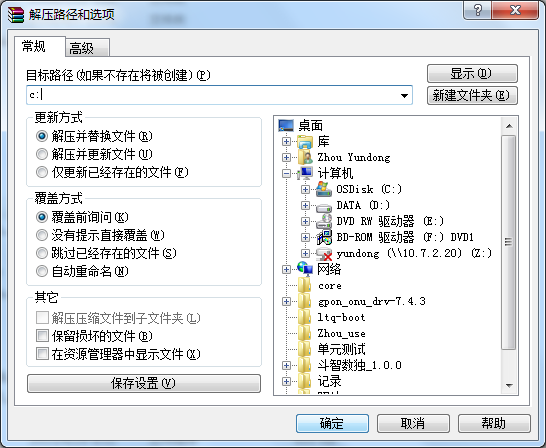 解压路径和选项
常规
高级
目标路径(如果不存在将被创建)(P)
显示(D)
c:
新建文件夹(E)
更新方式
解压并替换文件(R)
解压并更新文件(U)
仅更新已经存在的文件(F)
覆盖方式
覆盖前询问(K)
没有提示直接覆盖(W)
跳过已经存在的文件(S)
自动重命名(N)
其它
解压压缩文件到子文件夹(L)
保留损坏的文件(B)
在资源管理器中显示文件(X)
保存设置(V)
桌面
库
Zhou Yundong
计算机
OSDisk (C:)
DATA (D:)
DVD RW 驱动器 (E:)
BD-ROM 驱动器 (F:) DVD1
yundong (\\10.7.2.20) (Z:)
网络
core
gpon_onu_drv-7.4.3
ltq-boot
Zhou_use
单元测试
斗智数独_1.0.0
记录
确定
取消
帮助